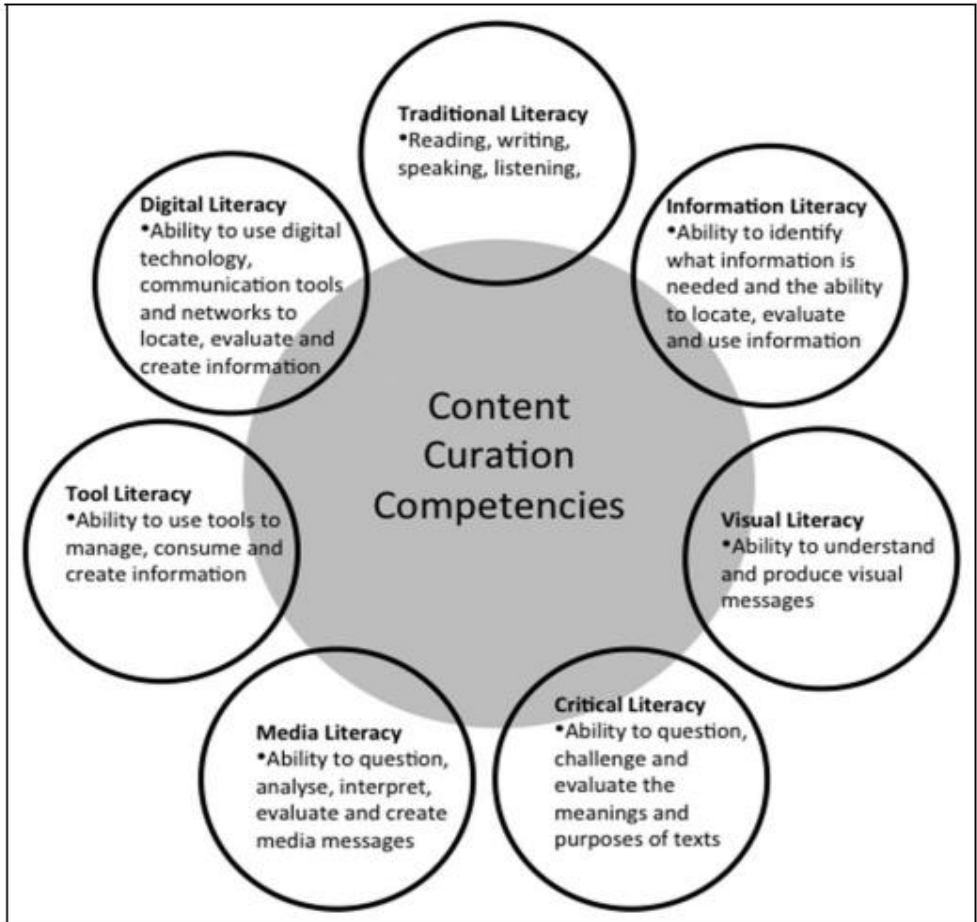 Traditional Literacy
•Reading, writing,
speaking, listening,
Digital Literacy
•Ability to use digital
technology,
communication tools
and networks to
locate, evaluate and
create information
Information Literacy
•Ability to identify
what information is
needed and the ability
to locate, evaluate
and use information
Content
Curation
Competencies
Tool Literacy
•Ability to use tools to
manage, consume and
create information
Visual Literacy
•Ability to understand
and produce visual
messages
Media Literacy
•Ability to question,
analyse, interpret,
evaluate and create
media messages
Critical Literacy
•Ability to question,
challenge and
evaluate the
meanings and
purposes of texts